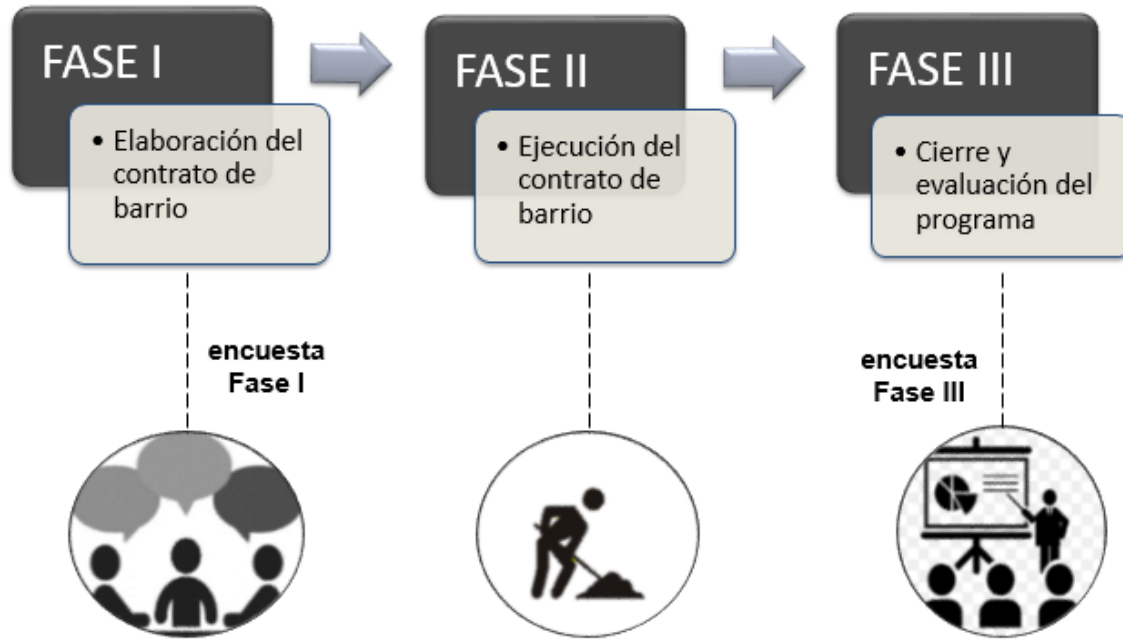 FASE I
• Elaboración del
contrato de
barrio
FASE II
• Ejecución del
contrato de
barrio
FASE III
• Cierre y
evaluación del
programa
encuesta
Fase I
encuesta
Fase III